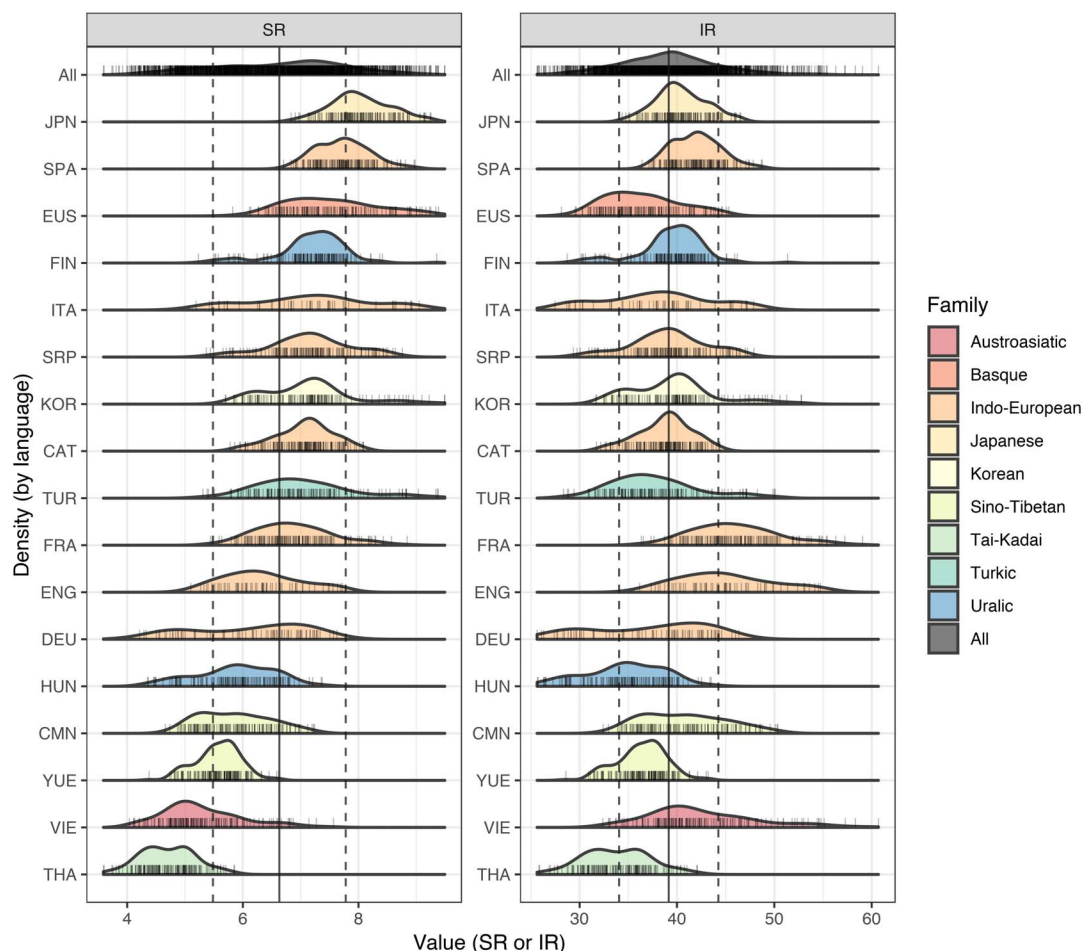 SR
IR
All
JPN
SPA
EUS
FIN
ITA
SRP
KOR
CAT
TUR
FRA
ENG
DEU
HUN
CMN
YUE
VIE
THA
All
JPN
SPA
EUS
FIN
ITA
SRP
KOR
CAT
TUR
FRA
ENG
DEU
HUN
CMN
YUE
VIE
THA
4 6 8
30 40 50 60
Value (SR or IR)
Density (by language)
Family
Austroasiatic
Basque
Indo-European
Japanese
Korean
Sino-Tibetan
Tai-Kadai
Turkic
Uralic
All